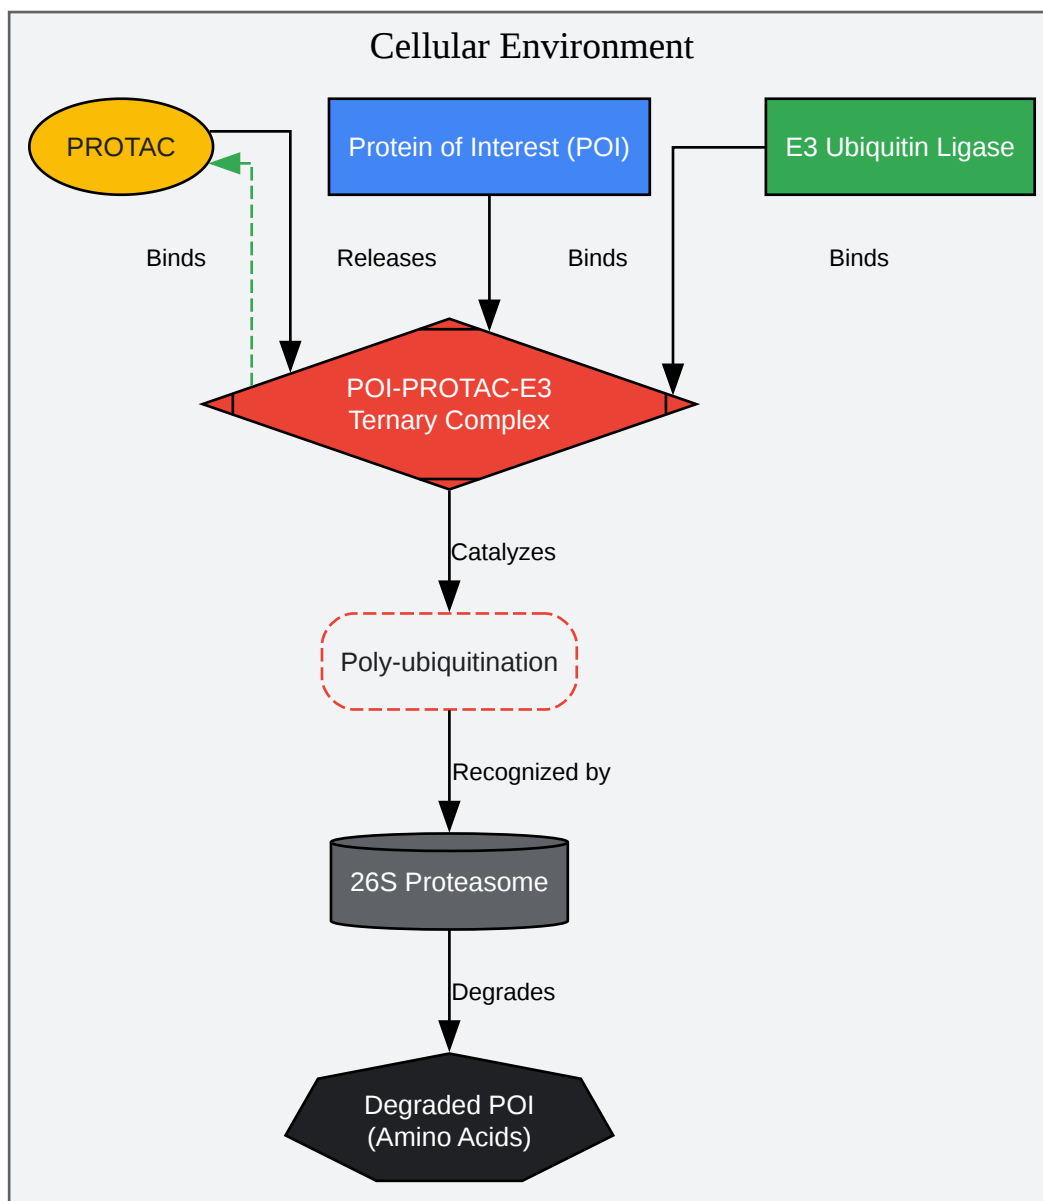 Cellular Environment
PROTAC
Protein of Interest (POI)
E3 Ubiquitin Ligase
Binds
Releases
Binds
Binds
POI-PROTAC-E3
Ternary Complex
Catalyzes
Poly-ubiquitination
Recognized by
26S Proteasome
Degrades
Degraded POI
(Amino Acids)